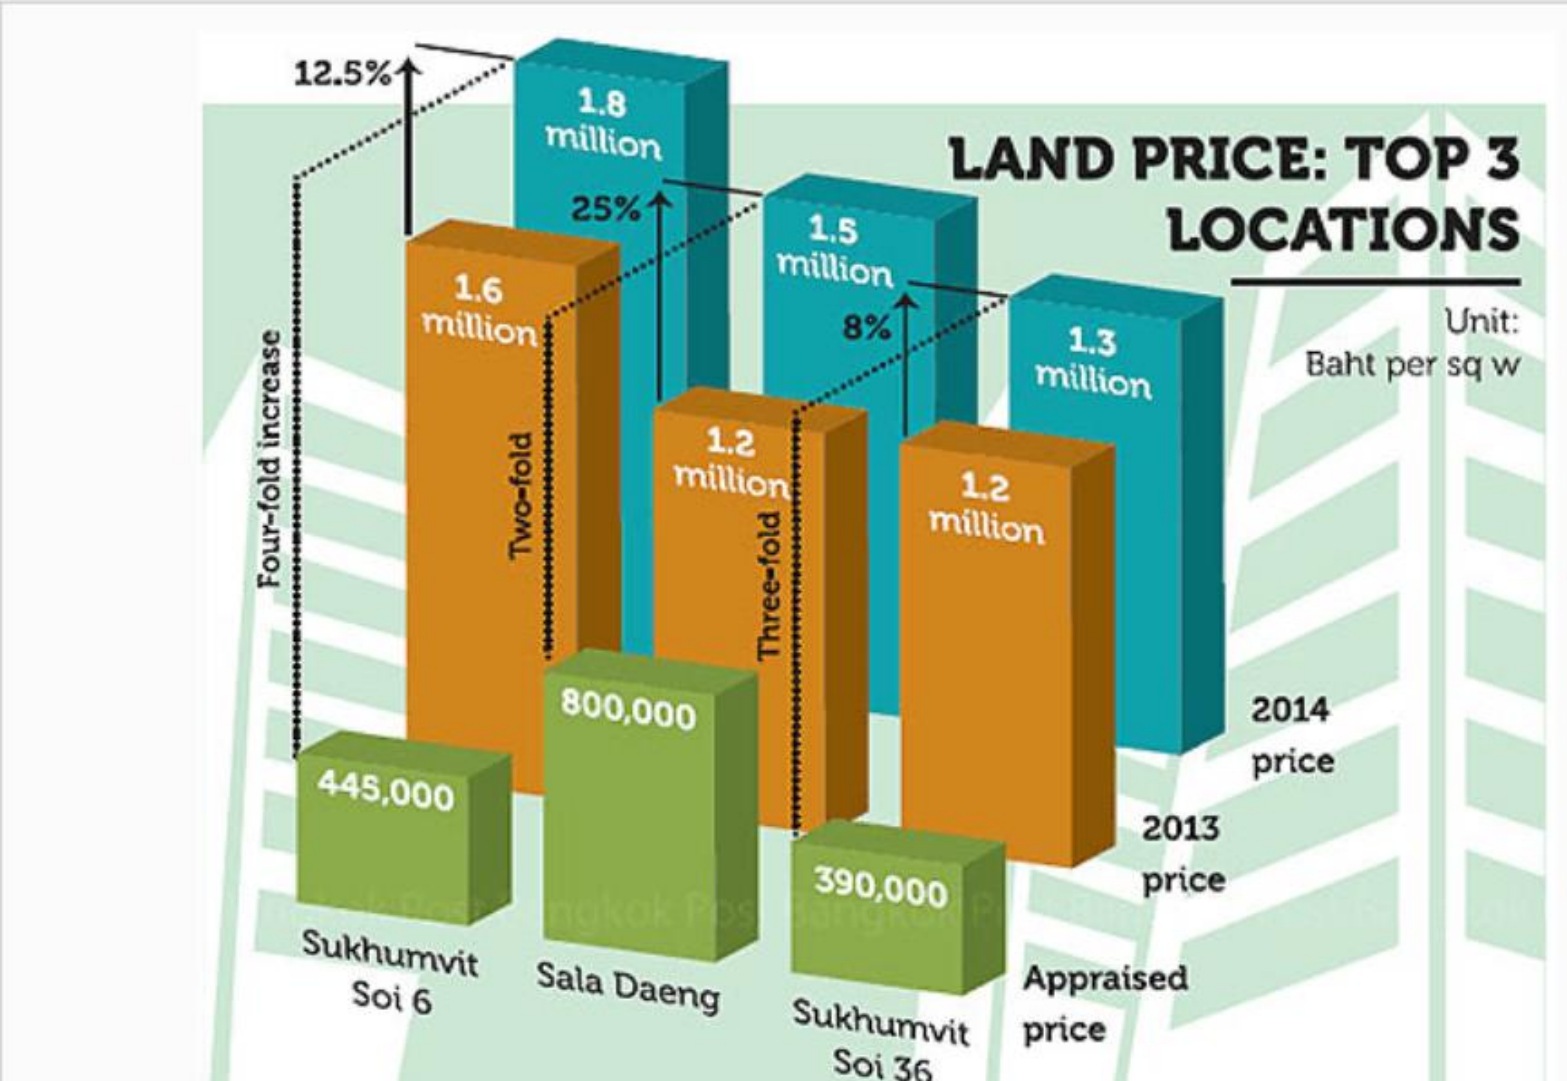 LAND PRICE: TOP 3
LOCATIONS
Unit:
Baht per sq w
12.5%
1.8
million
25%
1.5
million
8%
1.3
million
1.6
million
1.2
million
1.2
million
Four-fold increase
Two-fold
Three-fold
800,000
445,000
390,000
2014
price
2013
price
Appraised
price
Sukhumvit
Soi 6
Sala Daeng
Sukhumvit
Soi 36